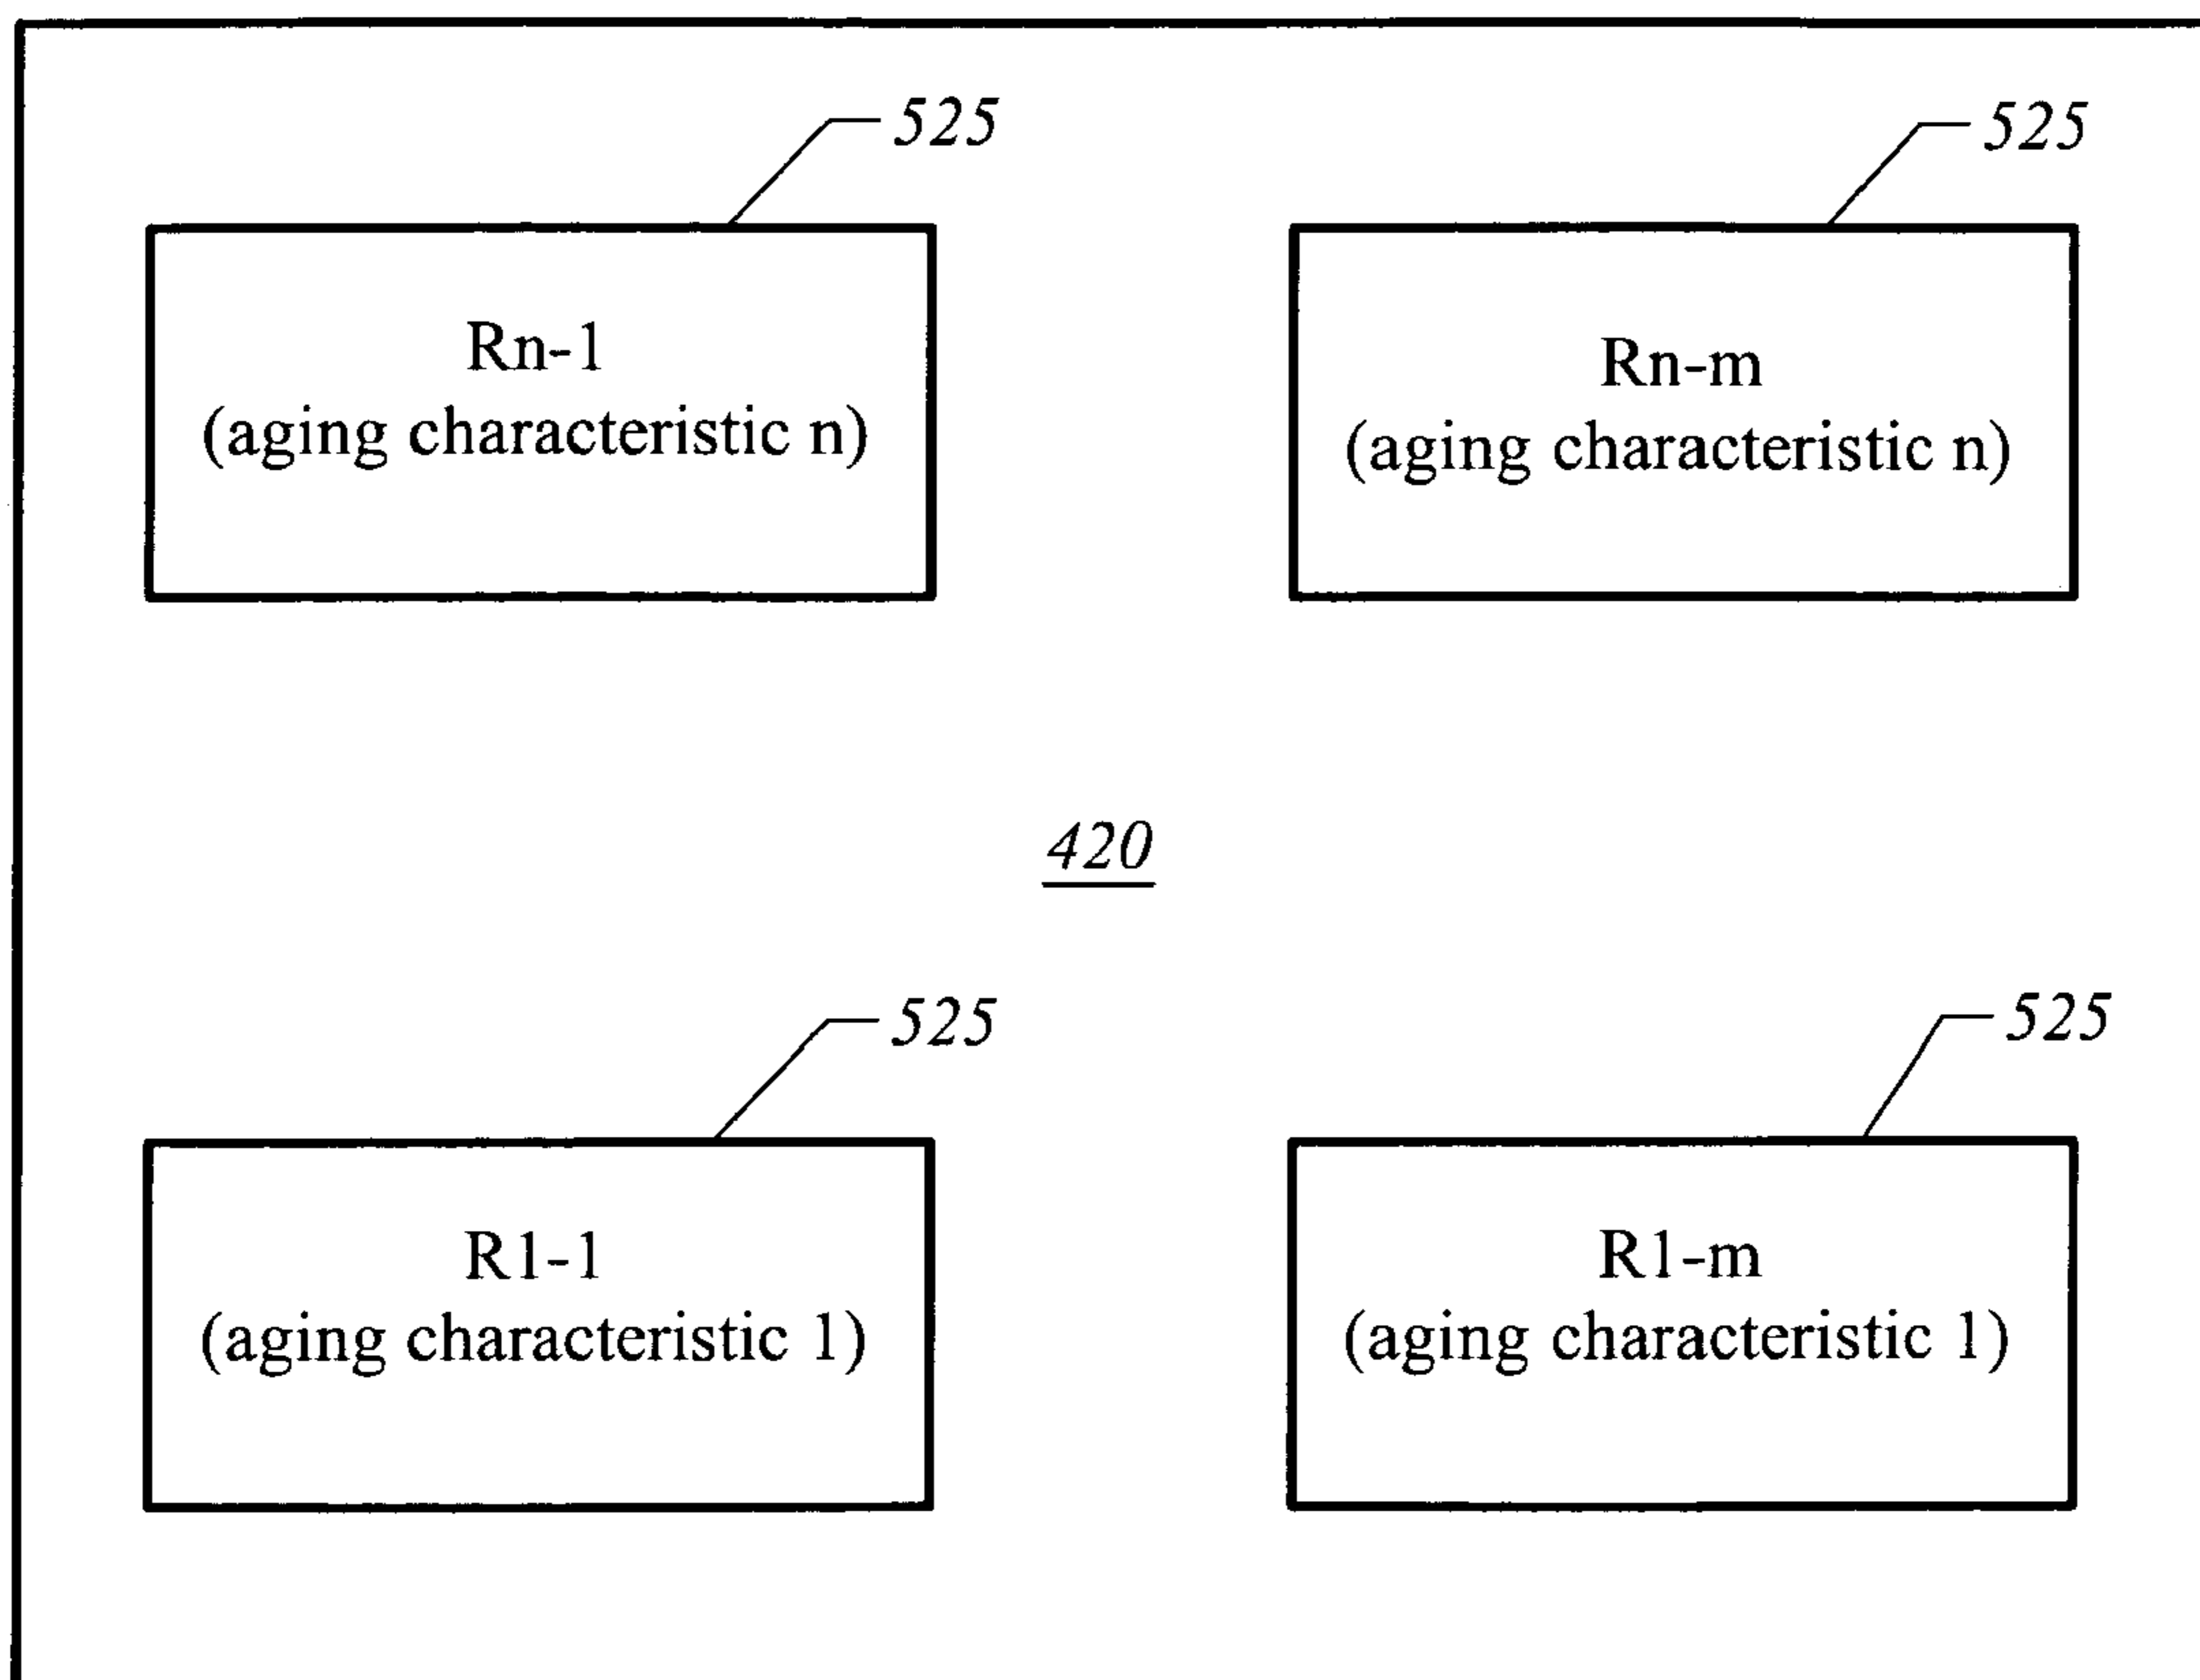 525
525
Rn-1
(aging characteristic n)
Rn-m
(aging characteristic n)
420
525
525
R1-1
(aging characteristic 1)
R1-m
(aging characteristic 1)